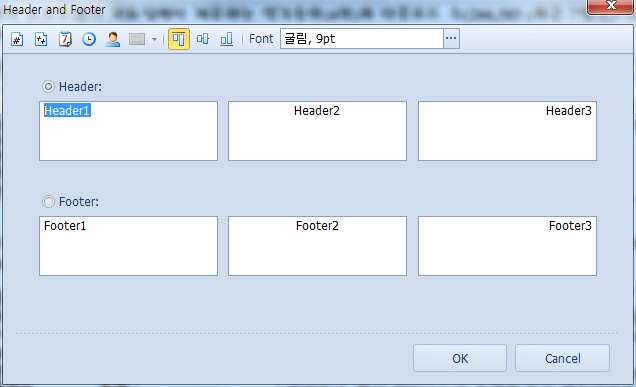 Header and Footer
Font 굴림, 9pt ...
Header:
Header1 Header2 Header3
Footer:
Footer1 Footer2 Footer3
OK Cancel